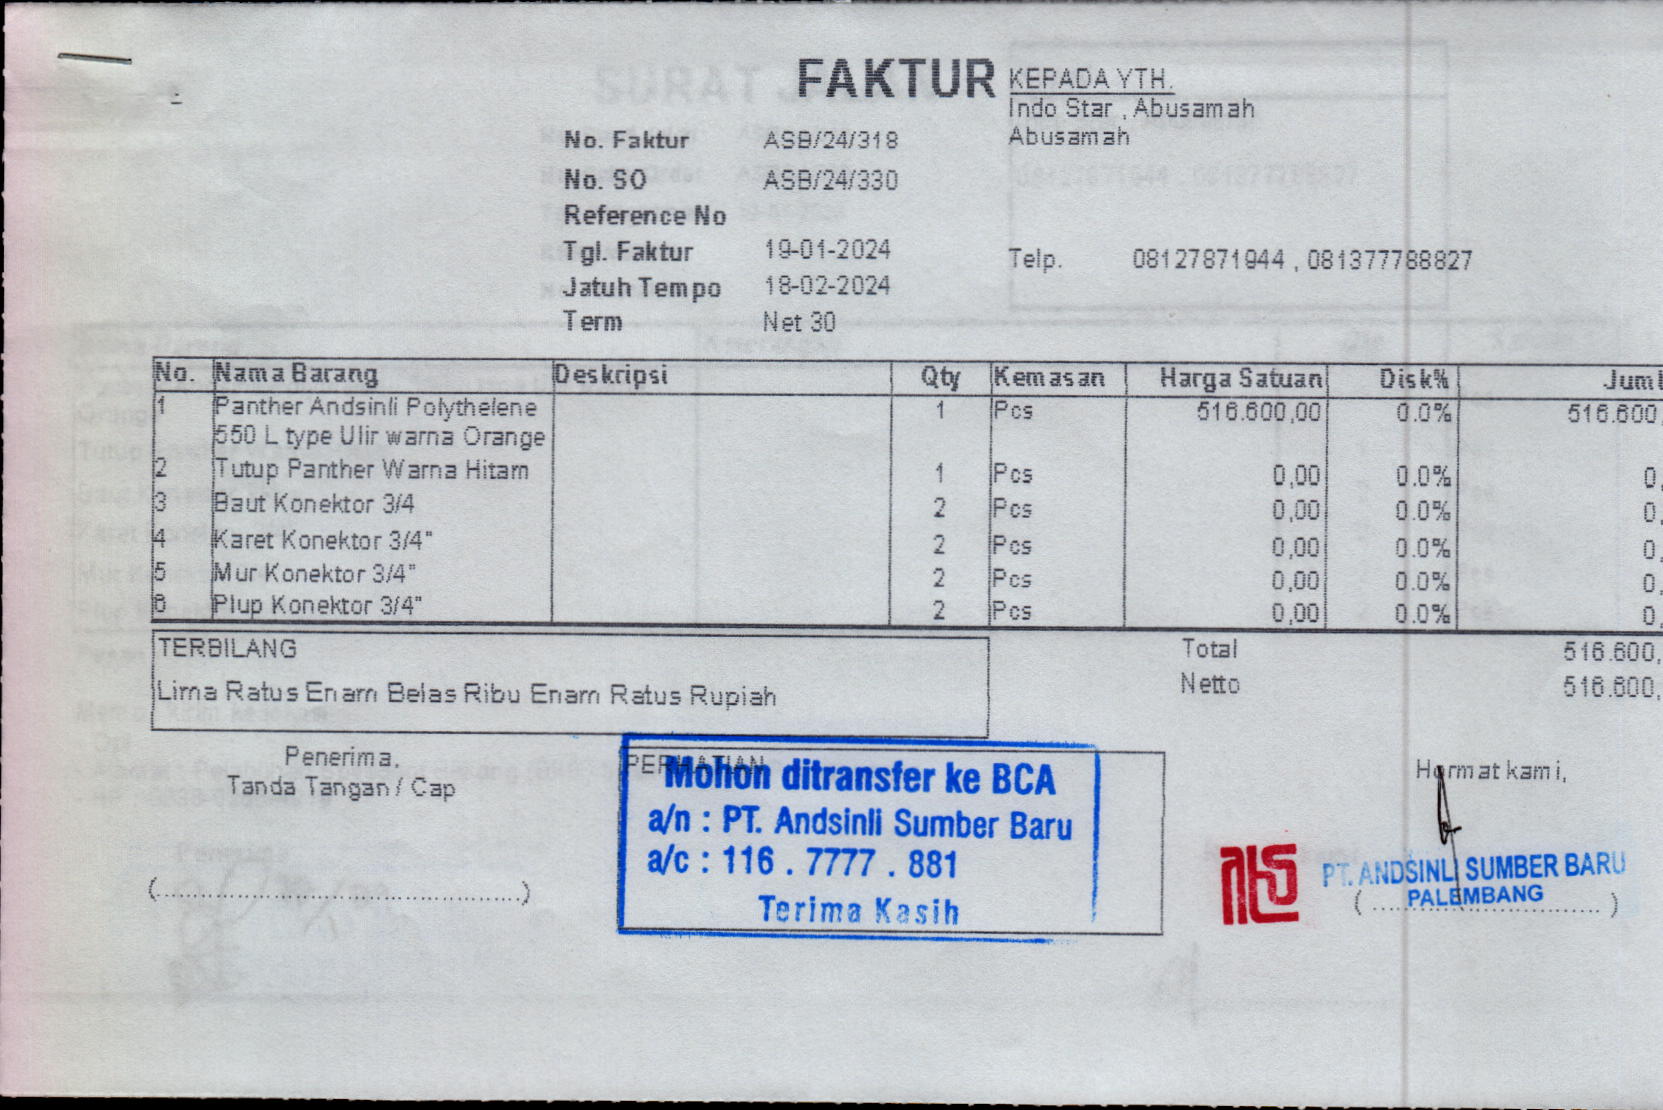 FAKTUR
KEPADA YTH.
Indo Star , Abusamah
Abusamah
No. Faktur ASB/24/318
No. SO ASB/24/330
Reference No
Tgl. Faktur 19-01-2024
Telp. 08127871944 , 081377788827
Jatuh Tempo 18-02-2024
Term Net 30
No. Nama Barang Deskripsi Qty Kemasan Harga Satuan Disk% Juml
1 Panther Andsinli Polythelene 1 Pcs 516.600,00 0.0% 516.600,
550 L type Ulir warna Orange
2 Tutup Panther Warna Hitam 1 Pcs 0,00 0.0% 0,
3 Baut Konektor 3/4 2 Pcs 0,00 0.0% 0,
4 Karet Konektor 3/4" 2 Pcs 0,00 0.0% 0,
5 Mur Konektor 3/4" 2 Pcs 0,00 0.0% 0,
6 Plup Konektor 3/4" 2 Pcs 0,00 0.0% 0,
TERBILANG Total 516.600,
Lima Ratus Enam Belas Ribu Enam Ratus Rupiah Netto 516.600,
Penerima,
Tanda Tangan / Cap
PERHATIAN
Mohon ditransfer ke BCA
a/n : PT. Andsinli Sumber Baru
a/c : 116 . 7777 . 881
Terima Kasih
Hormat kami,
PT. ANDSINLI SUMBER BARU
PALEMBANG